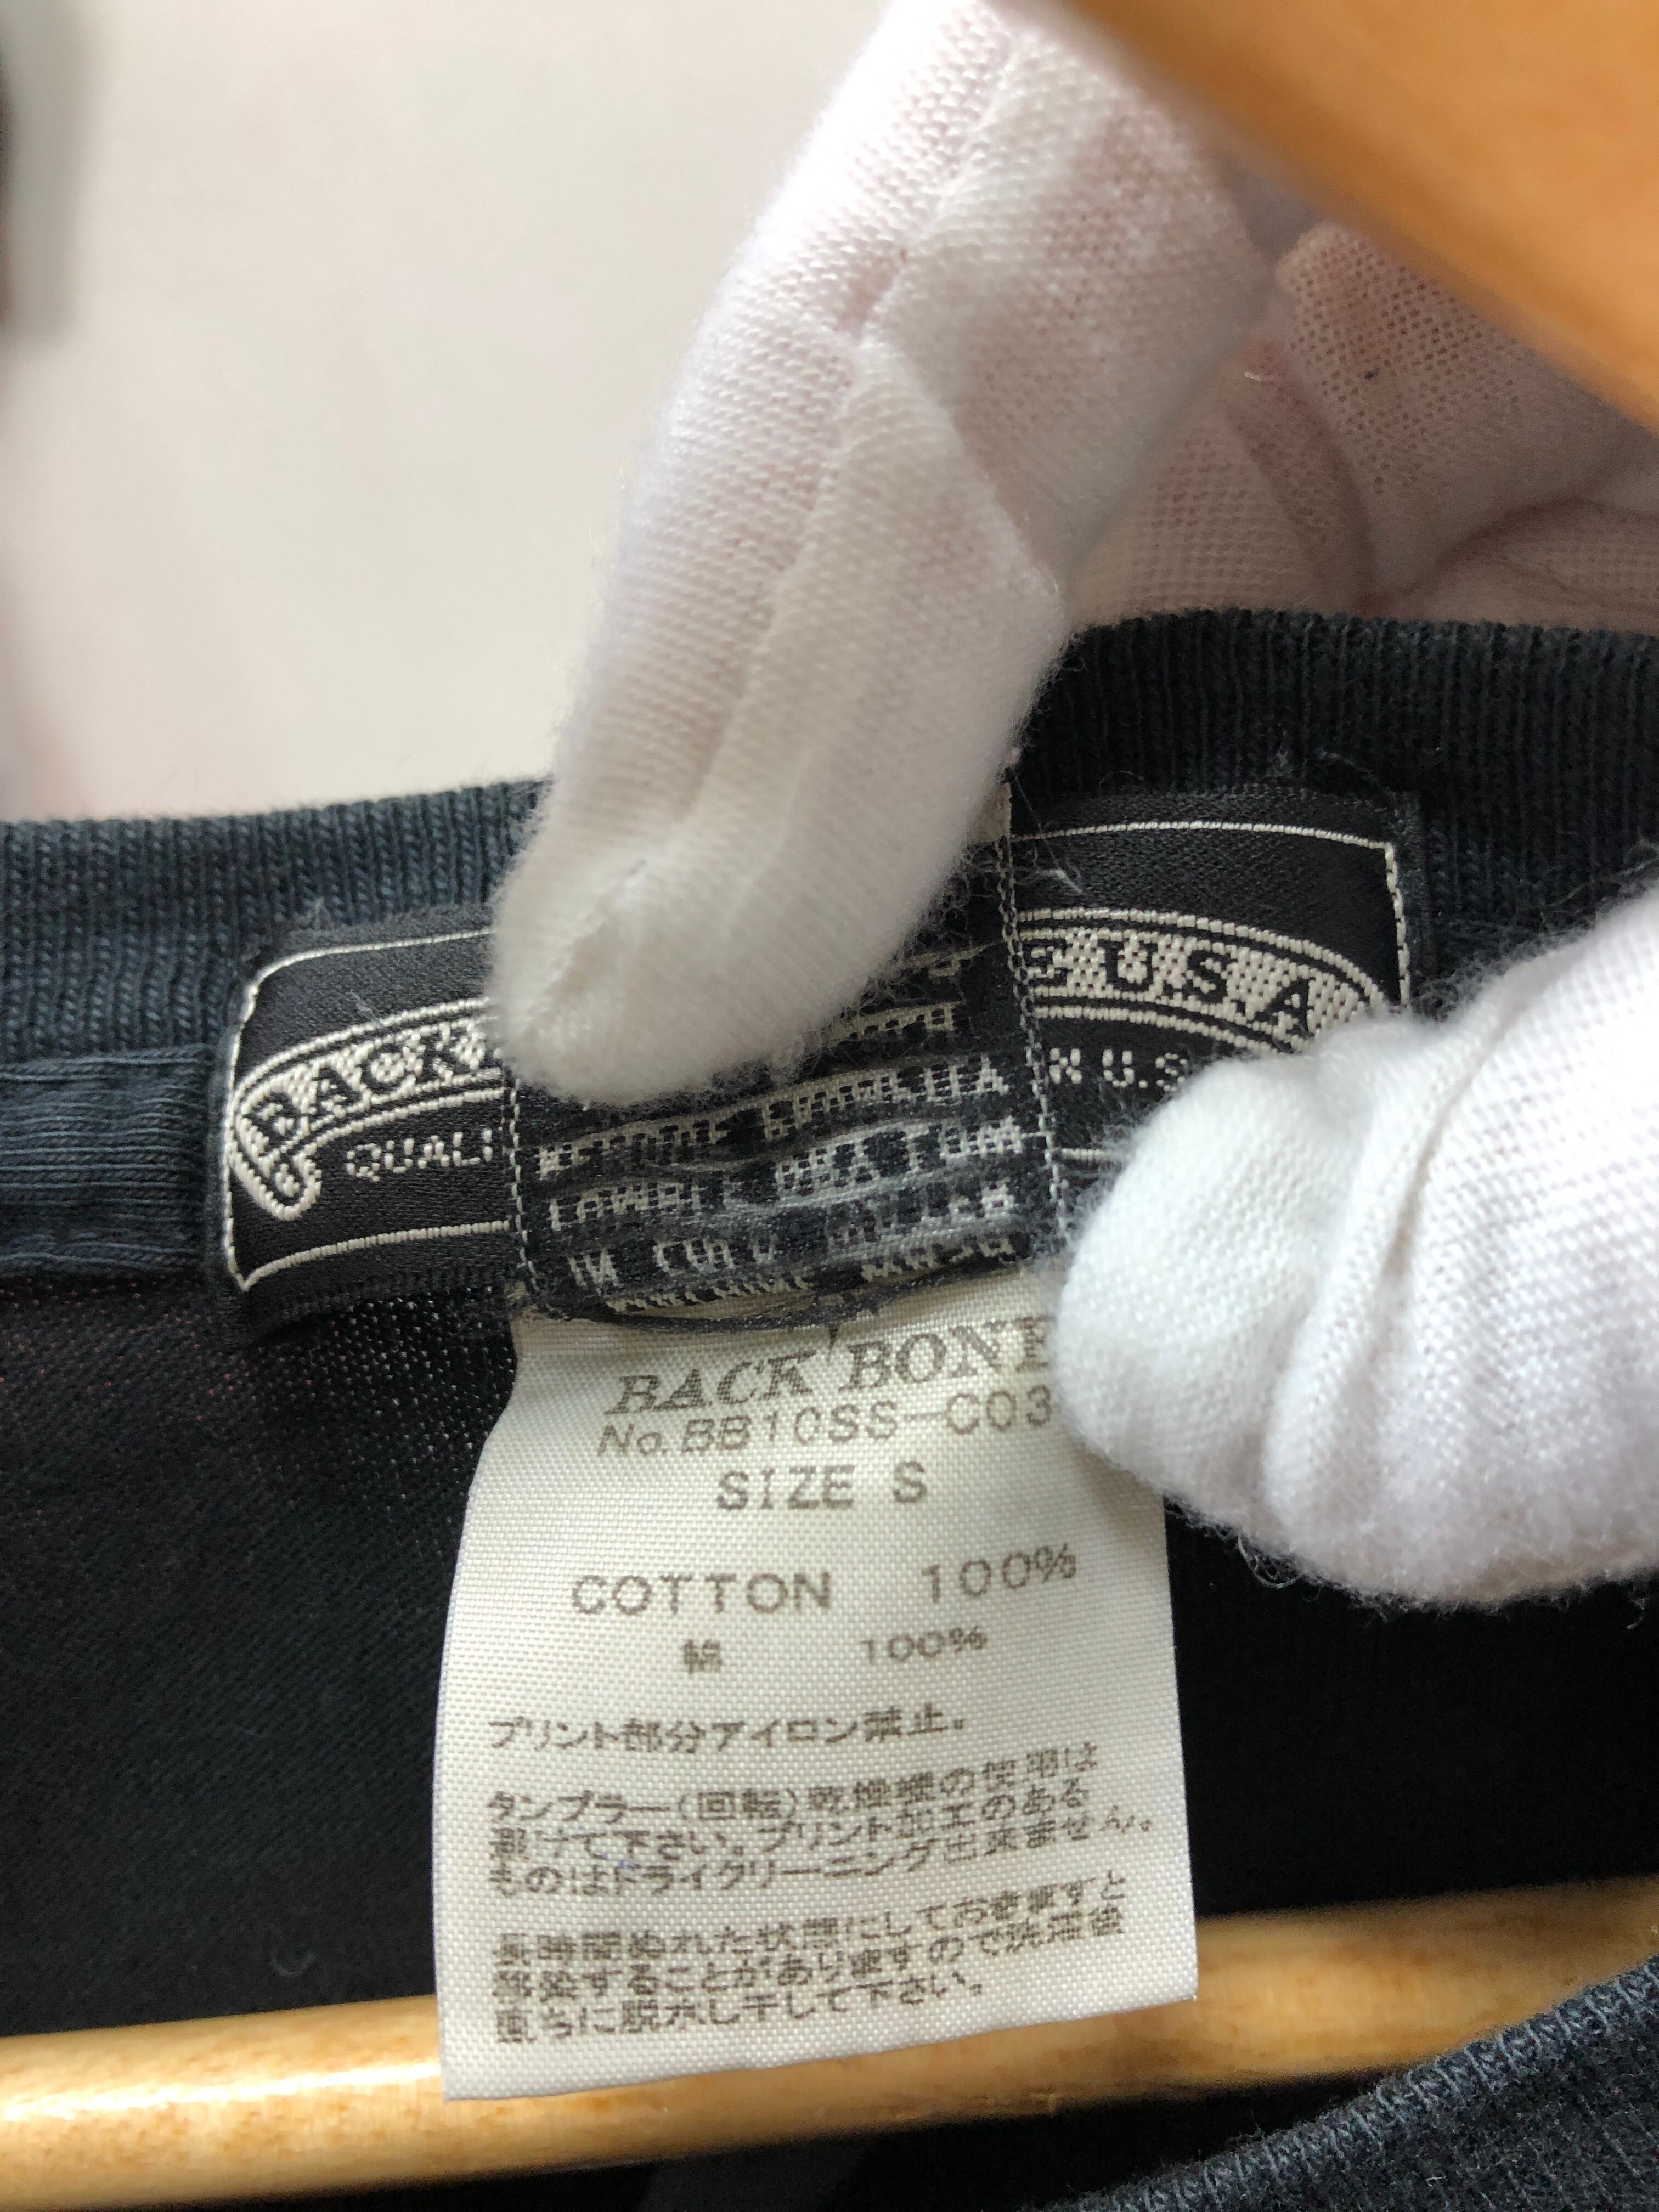 BACK
E U.S.A
QUALI
N U.S
BACK BONE
No. BB10SS-C03
SIZE S
COTTON 100%
綿 100%
プリント部分アイロン禁止。
タンブラー(回転)乾燥機の使用は
避けて下さい。プリント加工のある
ものはドライクリーニング出来ません。
長時間ぬれた状態にしておきますと
発染することがありますので洗濯後
直ちに脱水し干して下さい。